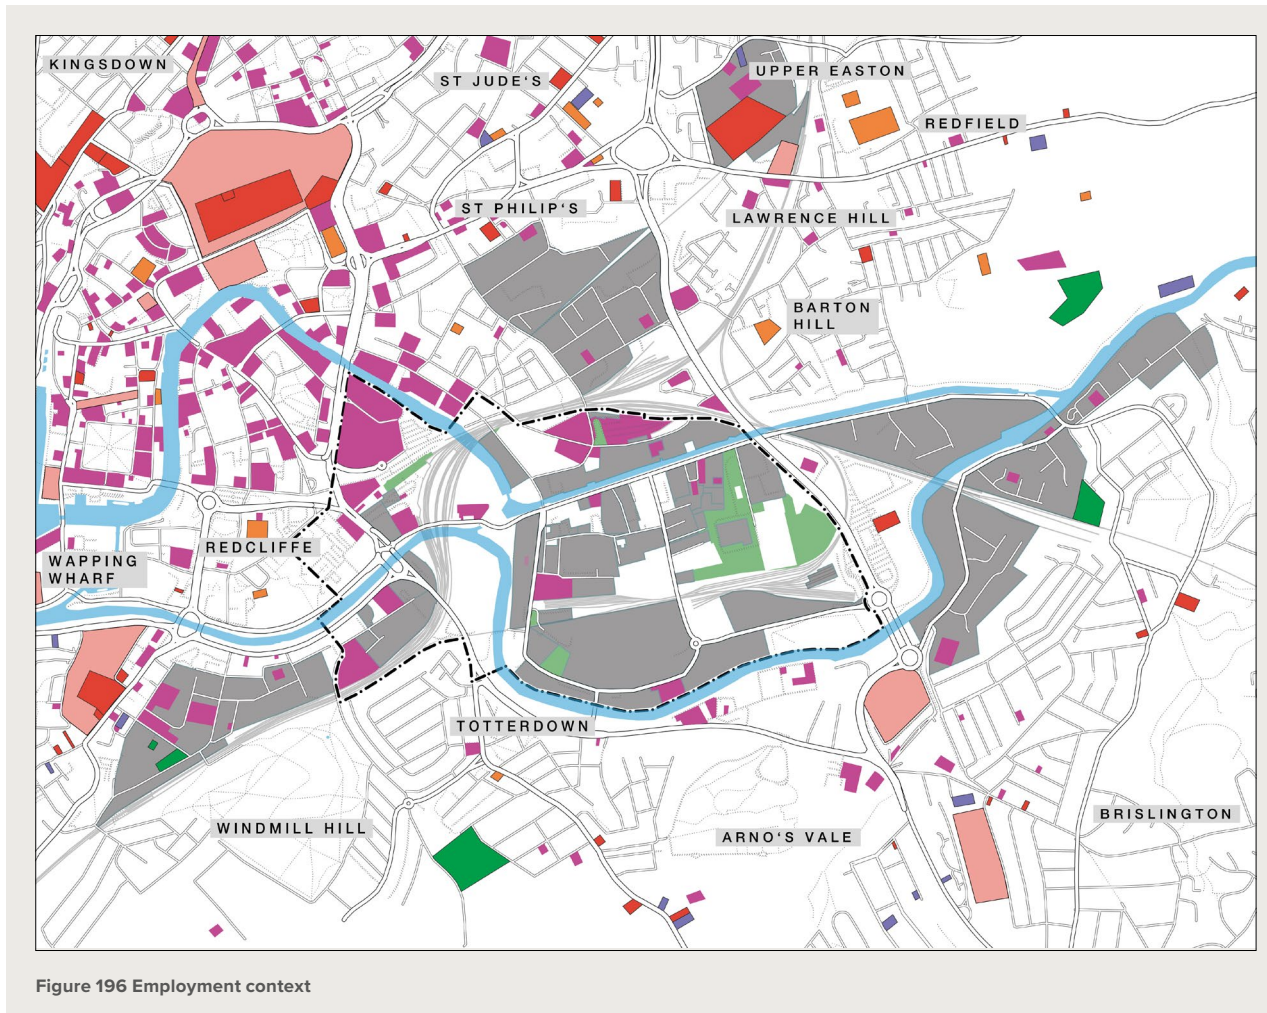 KINGSDOWN
ST JUDE'S
UPPER EASTON
REDFIELD
ST PHILIP'S
LAWRENCE HILL
BARTON
HILL
REDCLIFFE
WAPPING
WHARF
TOTTERDOWN
WINDMILL HILL
ARNO'S VALE
BRISLINGTON
Figure 196 Employment context